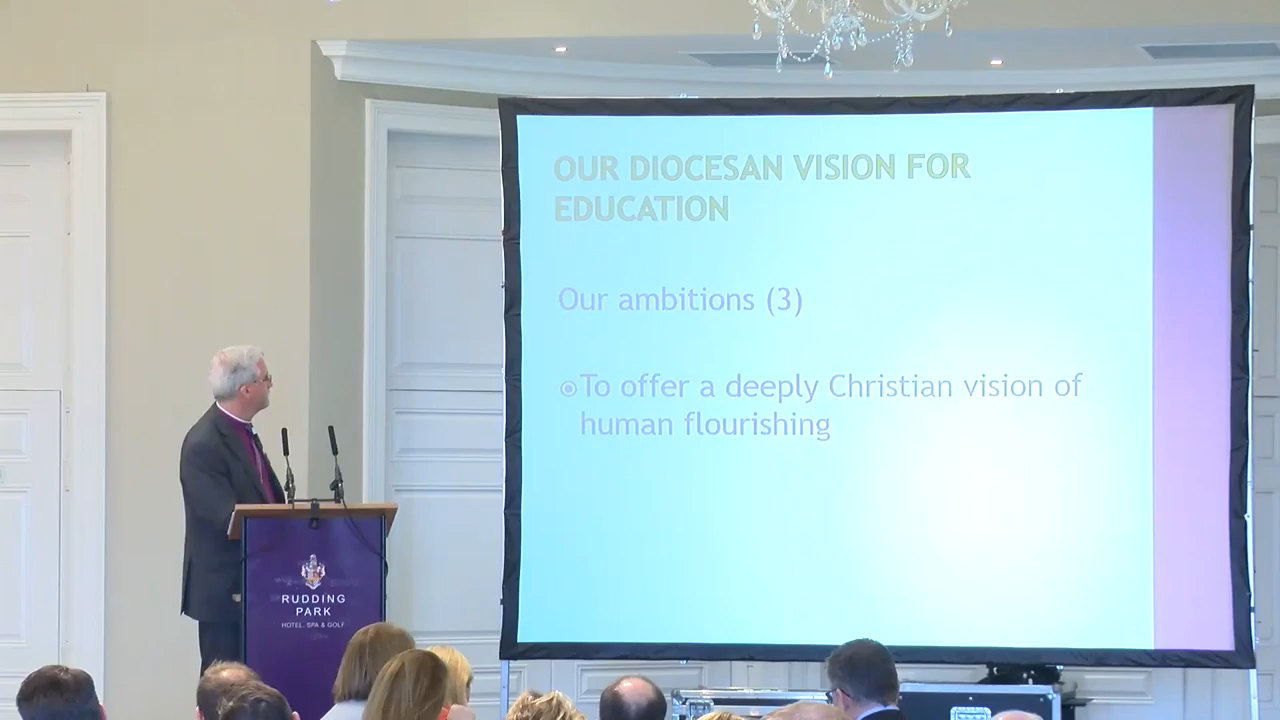 OUR DIOCESAN VISION FOR
EDUCATION
Our ambitions (3)
To offer a deeply Christian vision of
human flourishing
RUDDING
PARK
HOTEL, SPA & GOLF